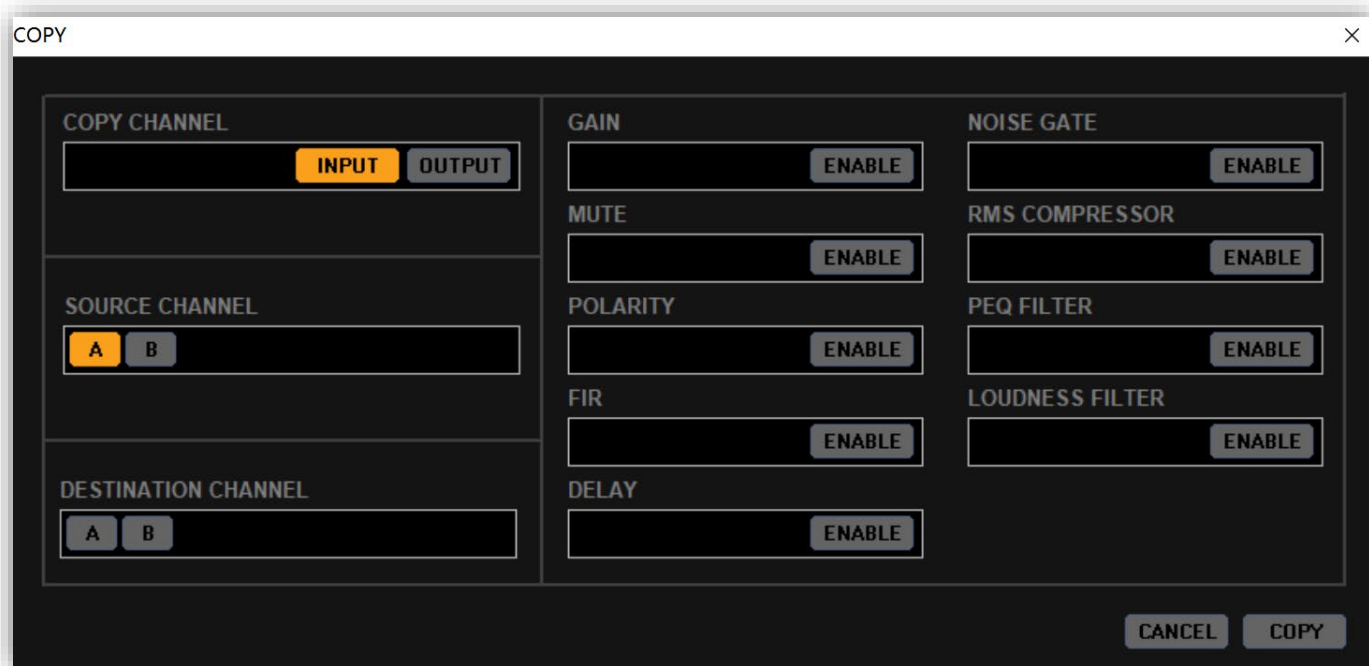 COPY
COPY CHANNEL
INPUT OUTPUT
SOURCE CHANNEL
A B
DESTINATION CHANNEL
A B
GAIN
ENABLE
MUTE
ENABLE
POLARITY
ENABLE
FIR
ENABLE
DELAY
ENABLE
NOISE GATE
ENABLE
RMS COMPRESSOR
ENABLE
PEQ FILTER
ENABLE
LOUDNESS FILTER
ENABLE
CANCEL COPY